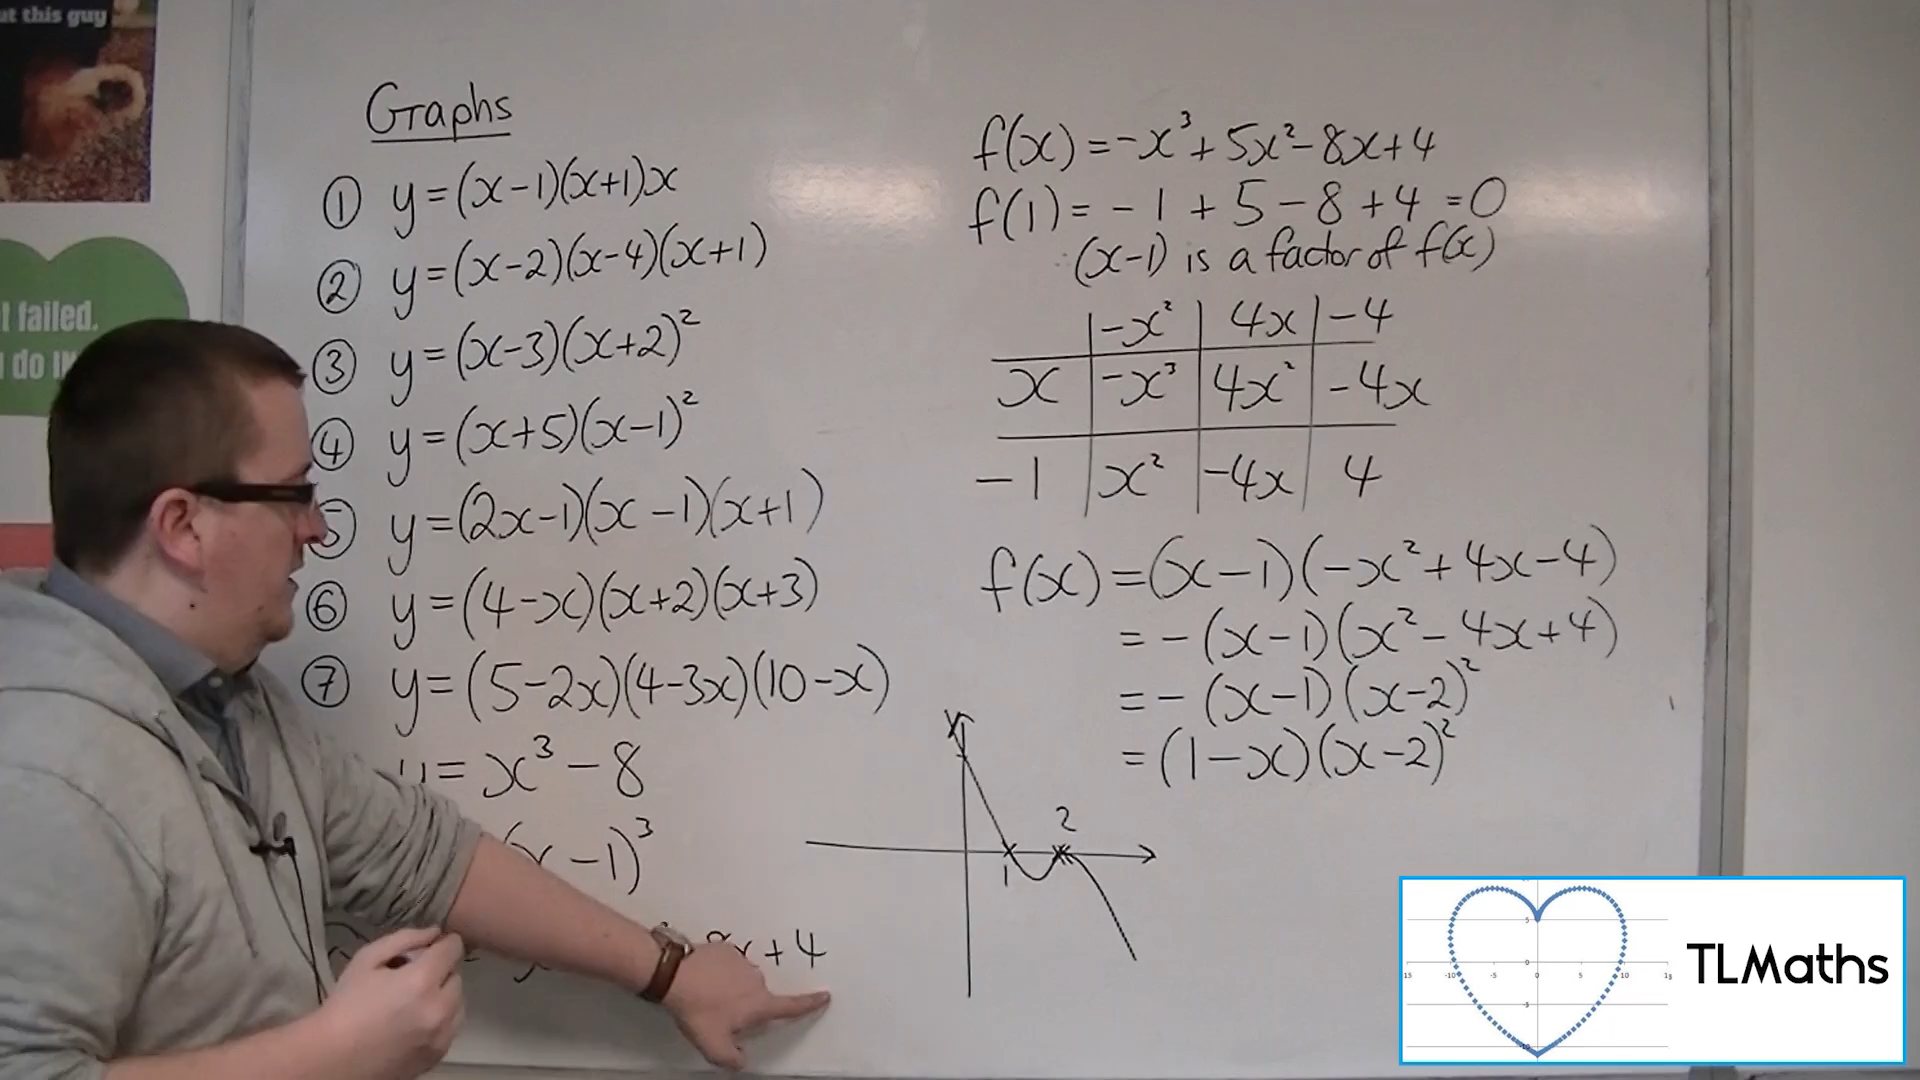 at this guy
I failed.
I do
Graphs
① y=(x-1)(x+1)x
② y=(x-2)(x-4)(x+1)
③ y=(x-3)(x+2)²
④ y=(x+5)(x-1)²
⑤ y=(2x-1)(x-1)(x+1)
⑥ y=(4-x)(x+2)(x+3)
⑦ y=(5-2x)(4-3x)(10-x)
y=x³-8
(x-1)³
8x+4
f(x)=-x³+5x²-8x+4
f(1)=-1+5-8+4=0
∴ (x-1) is a factor of f(x)
-x² 4x -4
x -x³ 4x² -4x
-1 x² -4x 4
f(x)=(x-1)(-x²+4x-4)
=-(x-1)(x²-4x+4)
=-(x-1)(x-2)²
=(1-x)(x-2)²
2
1
TLMaths